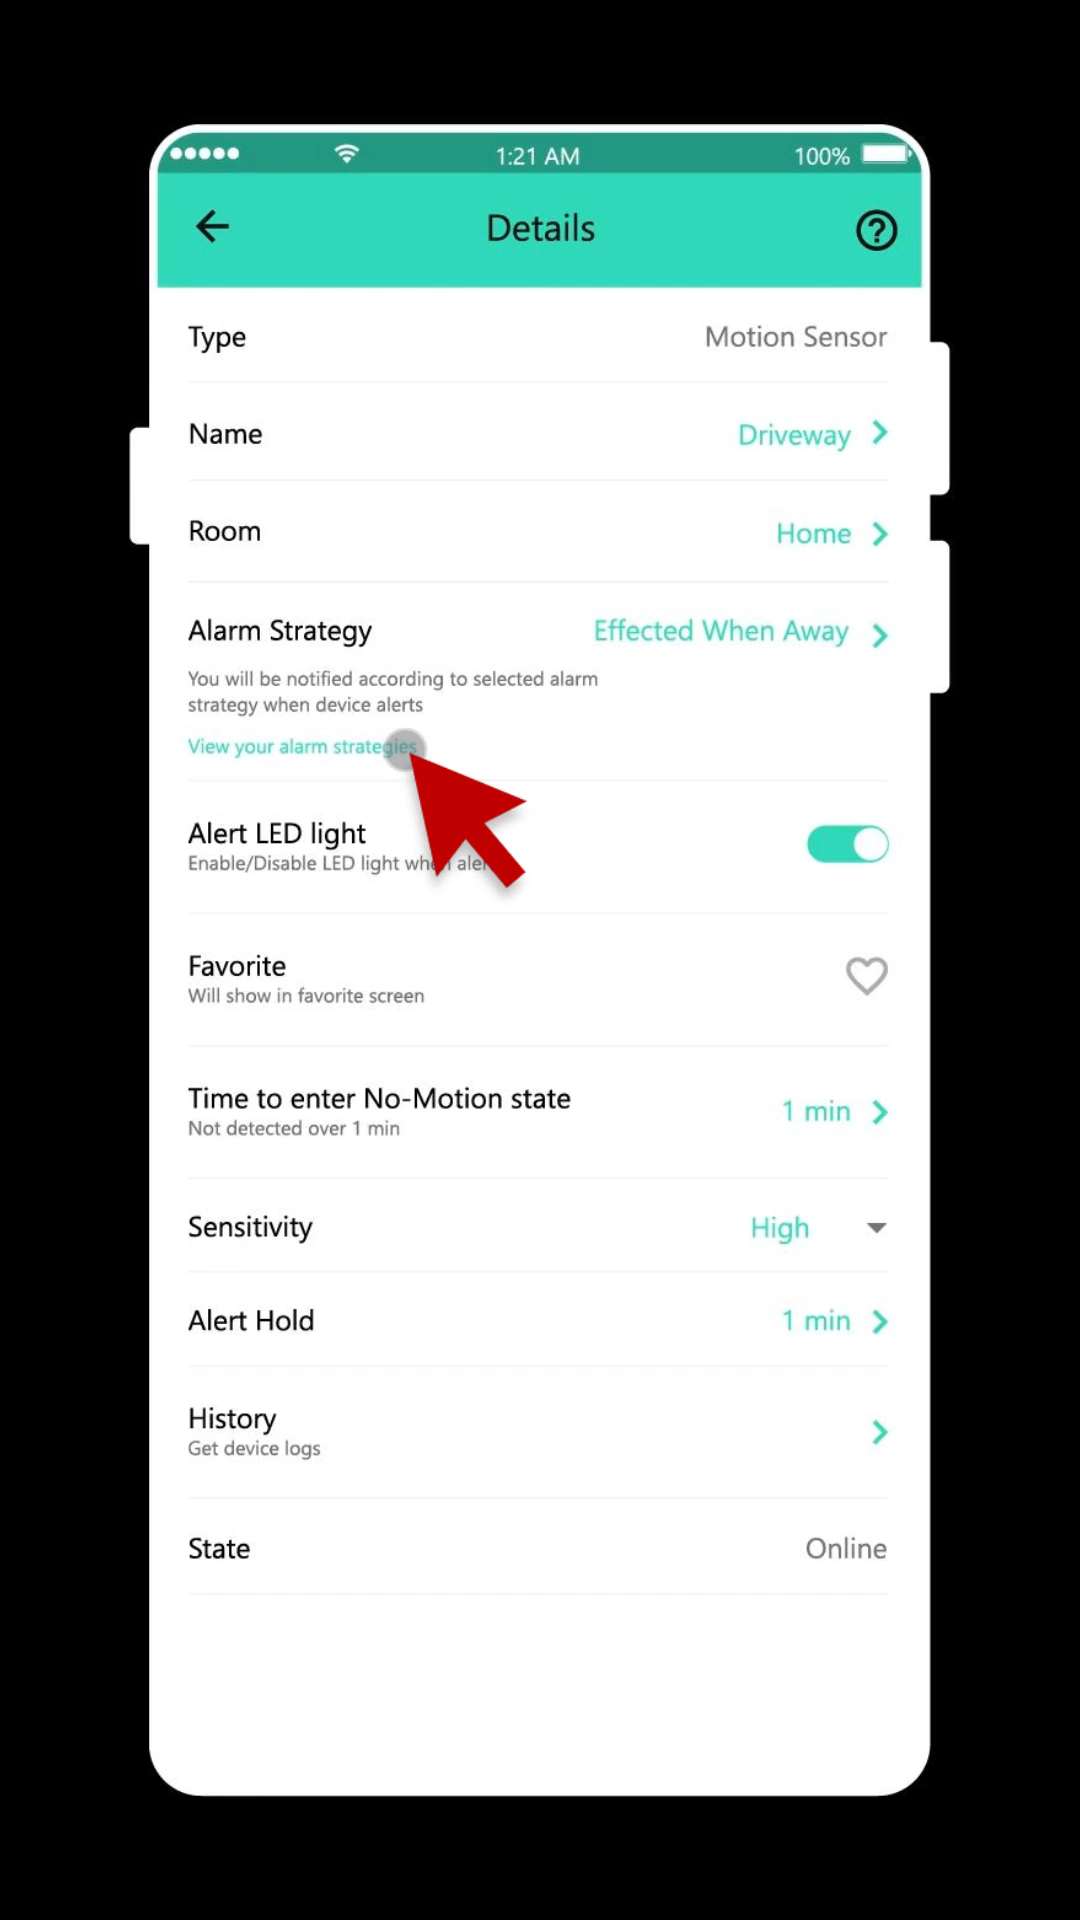 1:21 AM
100%
Details
?
Type
Motion Sensor
Name
Driveway
Room
Home
Alarm Strategy
Effected When Away
You will be notified according to selected alarm
strategy when device alerts
View your alarm strategies
Alert LED light
Enable/Disable LED light when
Favorite
Will show in favorite screen
Time to enter No-Motion state
1 min
Not detected over 1 min
Sensitivity
High
Alert Hold
1 min
History
Get device logs
State
Online